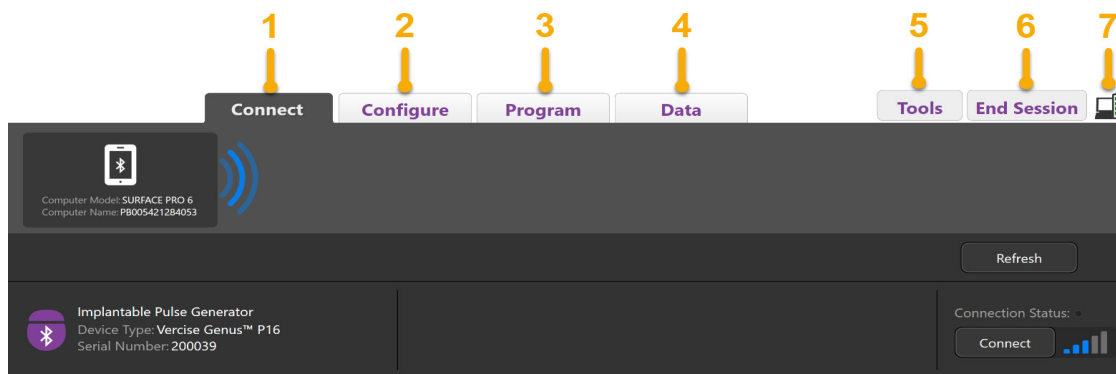 1 2 3 4 5 6 7
Connect Configure Program Data Tools End Session
Computer Model: SURFACE PRO 6
Computer Name: PB005421284053
Refresh
Implantable Pulse Generator
Device Type: Vercise Genus™ P16
Serial Number: 200039
Connection Status:
Connect